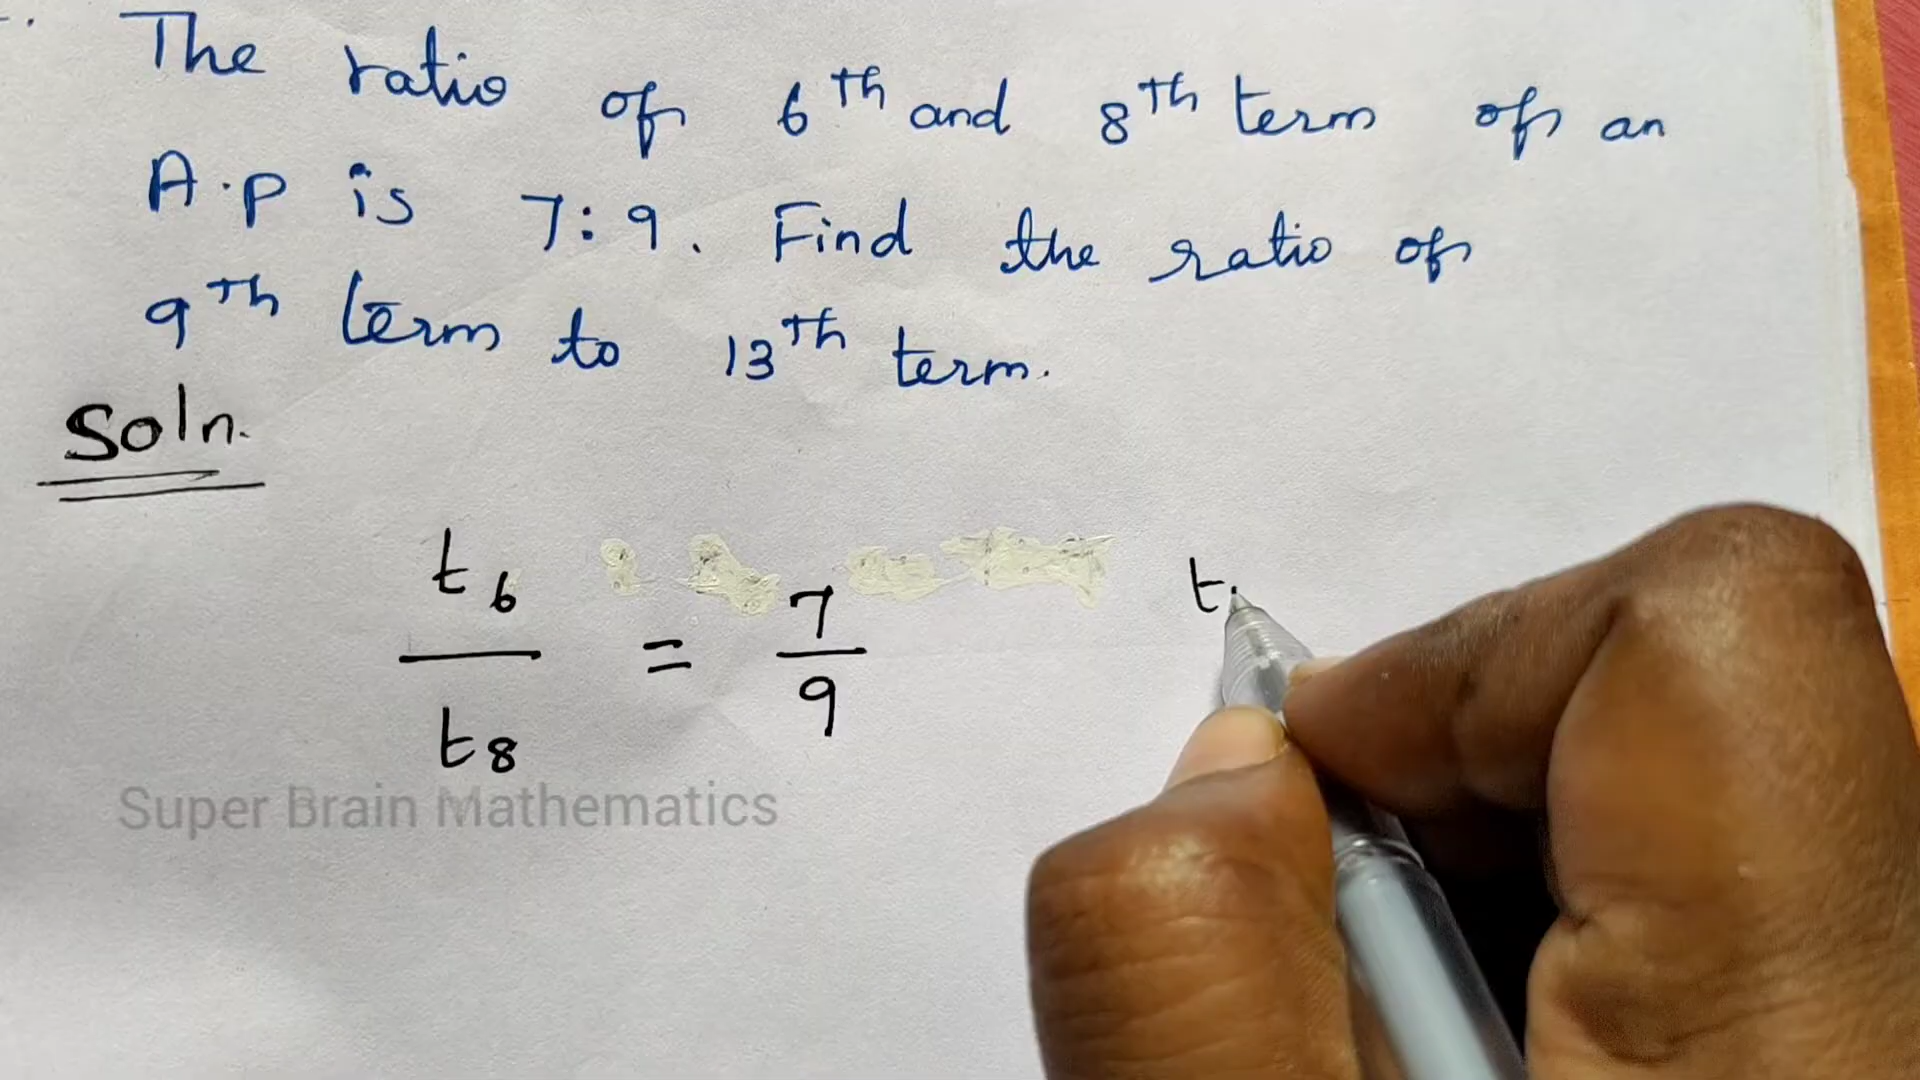 The ratio of 6th and 8th term of an
A.p is 7:9. Find the ratio of
9th term to 13th term.
Soln.
t6
7
t
=
9
t8
Super Brain Mathematics